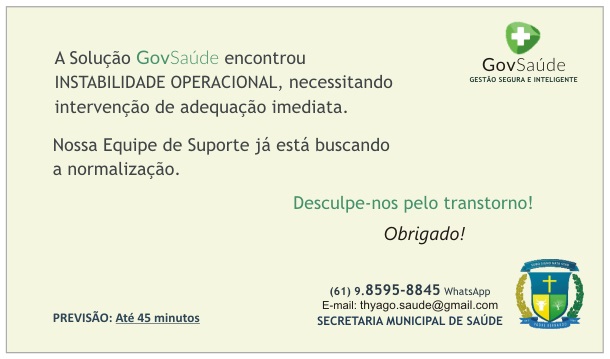 A Solução GovSaúde encontrou
INSTABILIDADE OPERACIONAL, necessitando
intervenção de adequação imediata.
GovSaúde
GESTÃO SEGURA E INTELIGENTE
Nossa Equipe de Suporte já está buscando
a normalização.
Desculpe-nos pelo transtorno!
Obrigado!
(61) 9.8595-8845 WhatsApp
E-mail: thyago.saude@gmail.com
SECRETARIA MUNICIPAL DE SAÚDE
PREVISÃO: Até 45 minutos